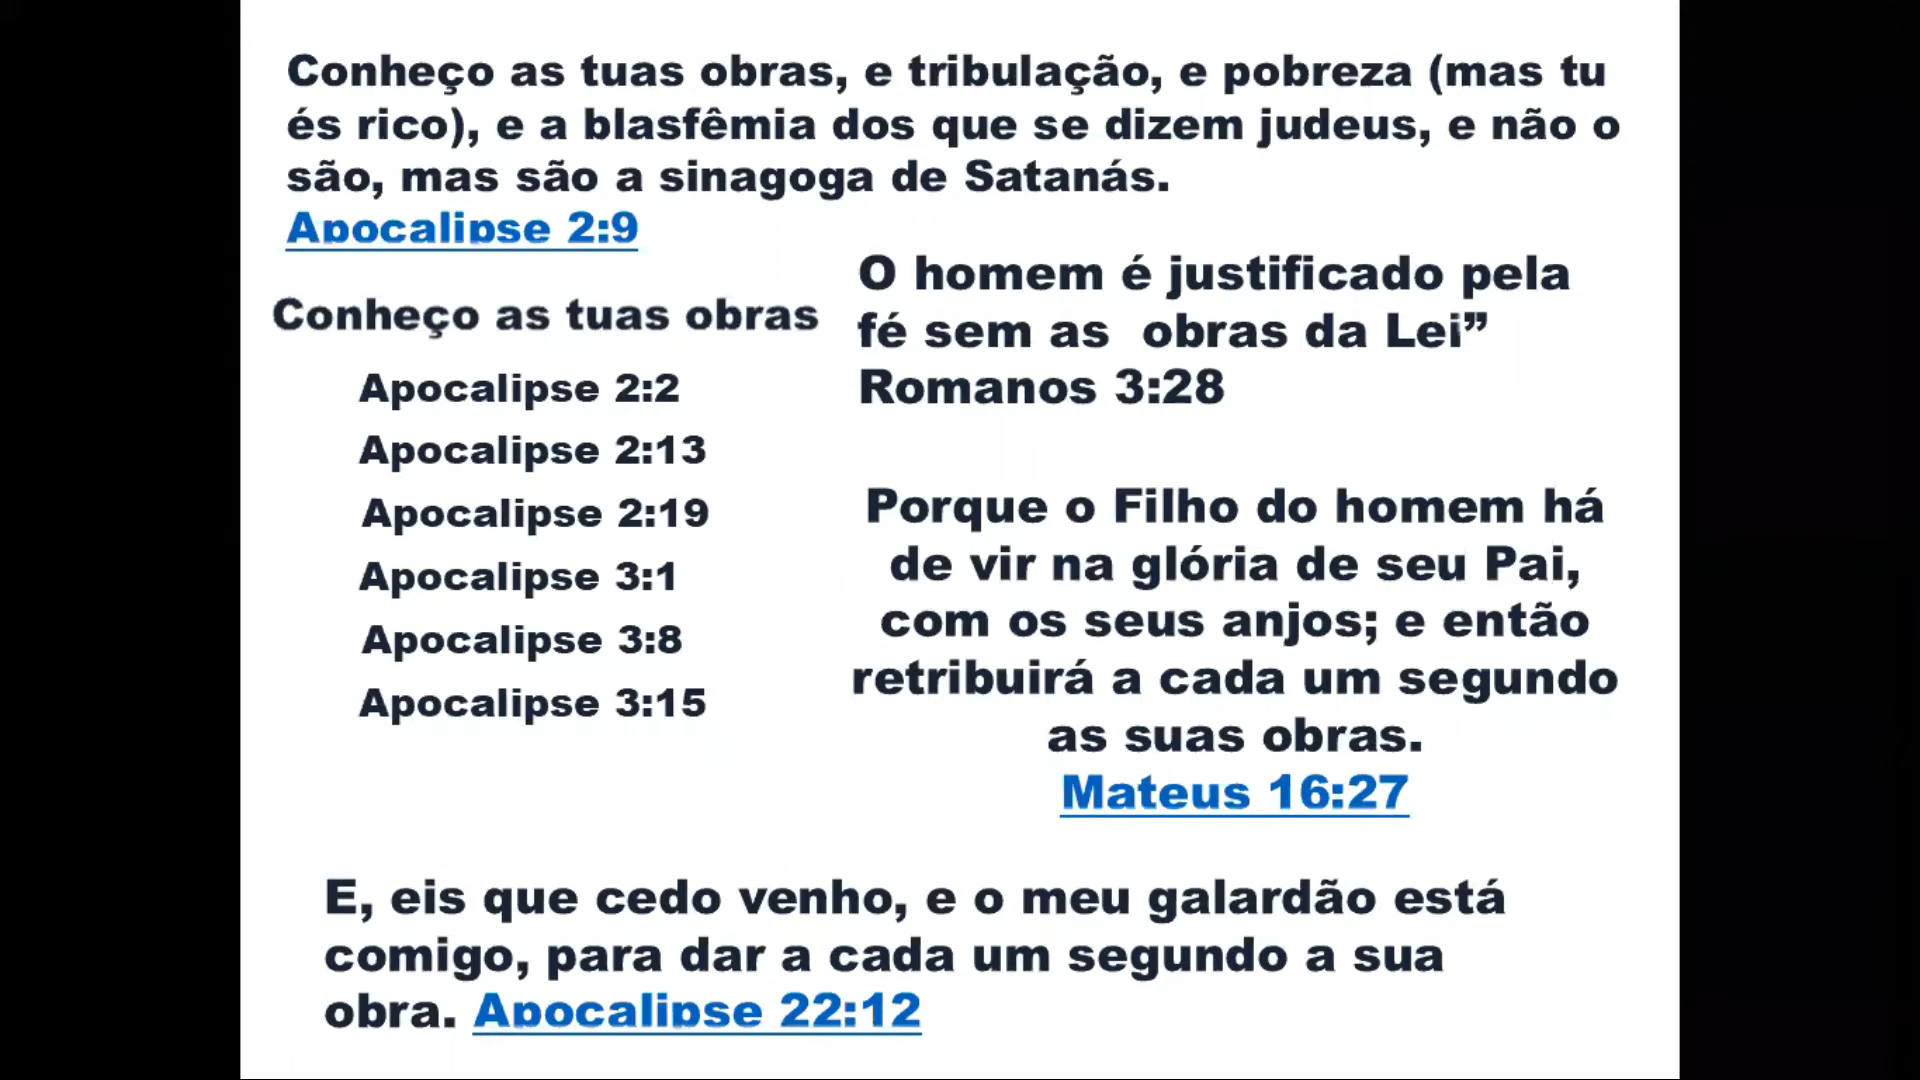 Conheço as tuas obras, e tribulação, e pobreza (mas tu
és rico), e a blasfêmia dos que se dizem judeus, e não o
são, mas são a sinagoga de Satanás.
Apocalipse 2:9
Conheço as tuas obras
Apocalipse 2:2
Apocalipse 2:13
Apocalipse 2:19
Apocalipse 3:1
Apocalipse 3:8
Apocalipse 3:15
O homem é justificado pela
fé sem as  obras da Lei”
Romanos 3:28
Porque o Filho do homem há
de vir na glória de seu Pai,
com os seus anjos; e então
retribuirá a cada um segundo
as suas obras.
Mateus 16:27
E, eis que cedo venho, e o meu galardão está
comigo, para dar a cada um segundo a sua
obra. Apocalipse 22:12